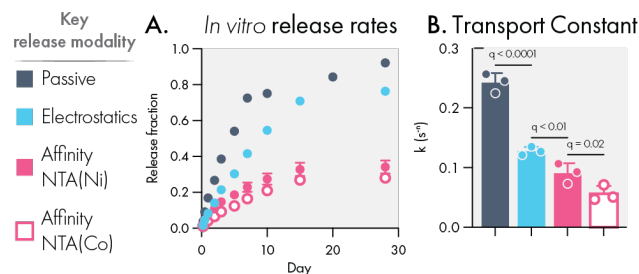 Key
release modality
Passive
Electrostatics
Affinity
NTA(Ni)
Affinity
NTA(Co)
A. In vitro release rates
Release fraction
1.0
0.8
0.6
0.4
0.2
0.0
0
10
20
30
Day
B. Transport Constant
k (s⁻ⁿ)
0.3
0.2
0.1
0.0
q < 0.0001
q < 0.01
q = 0.02